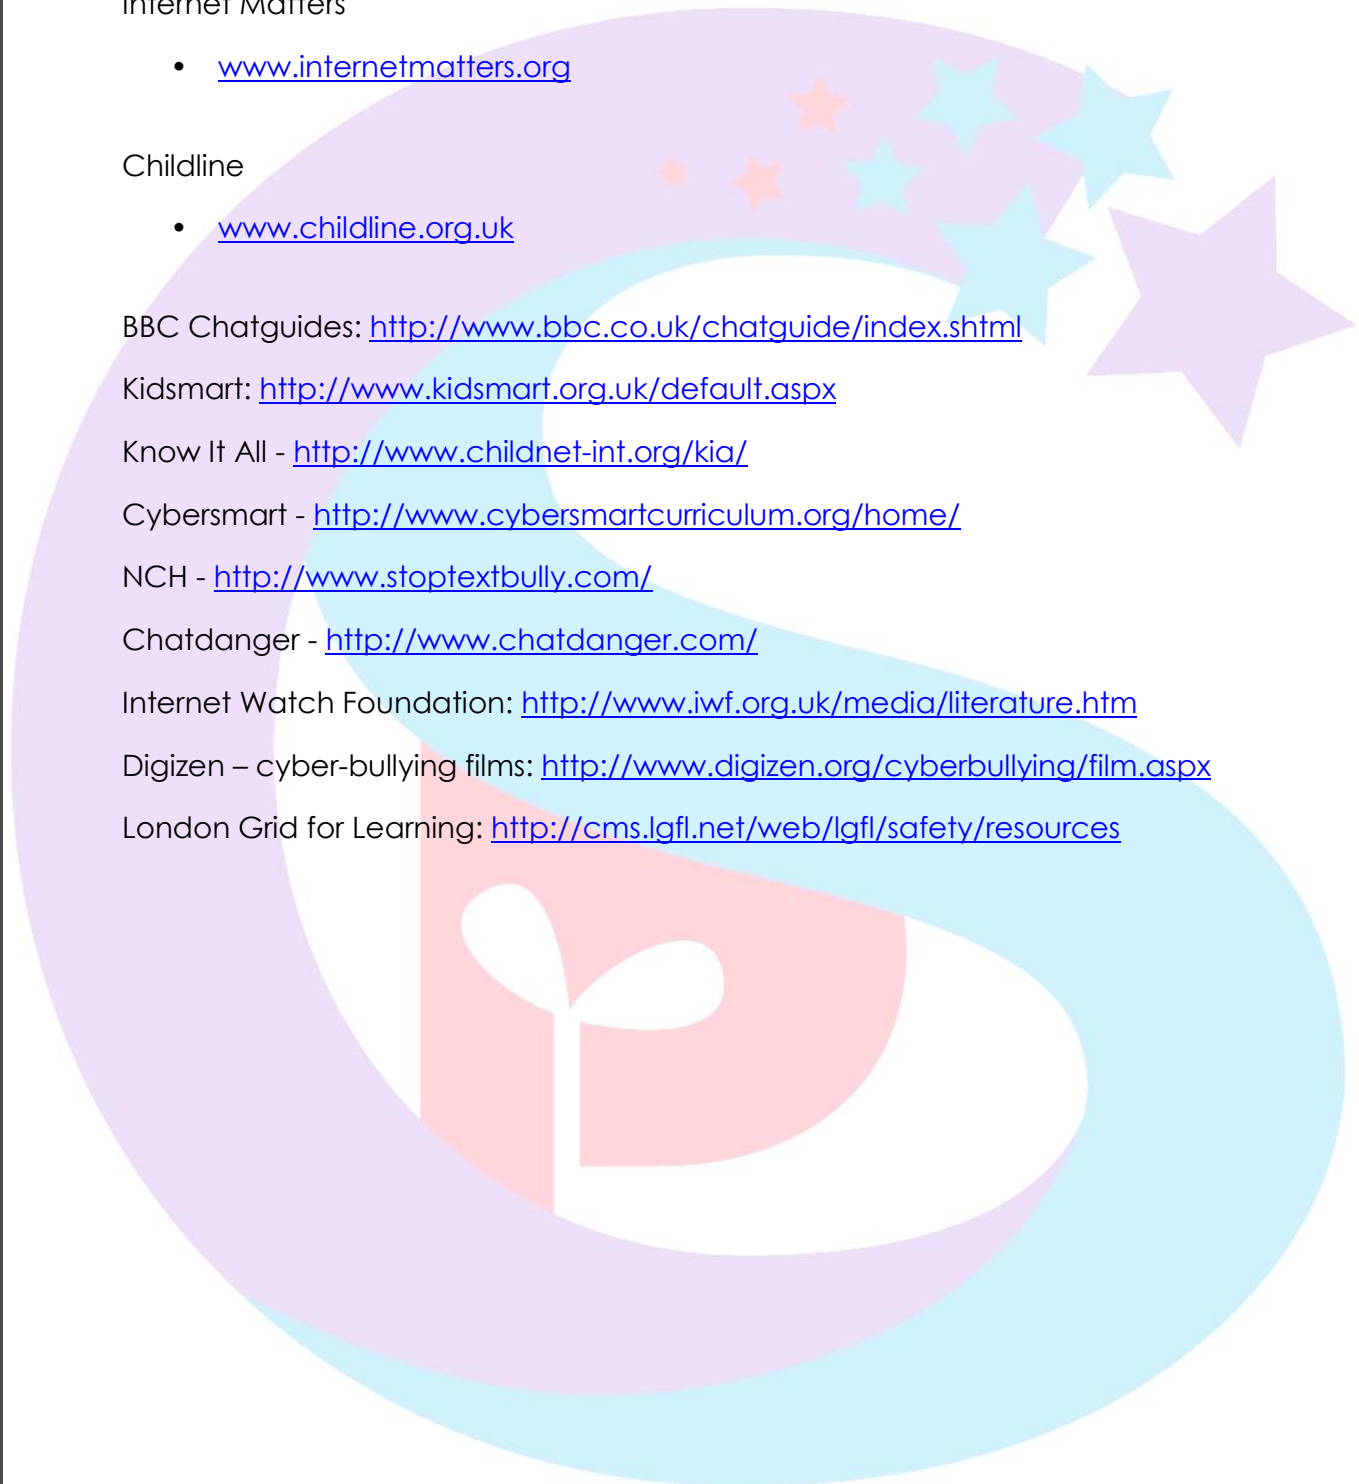 Internet Matters
• www.internetmatters.org
Childline
• www.childline.org.uk
BBC Chatguides: http://www.bbc.co.uk/chatguide/index.shtml
Kidsmart: http://www.kidsmart.org.uk/default.aspx
Know It All - http://www.childnet-int.org/kia/
Cybersmart - http://www.cybersmartcurriculum.org/home/
NCH - http://www.stoptextbully.com/
Chatdanger - http://www.chatdanger.com/
Internet Watch Foundation: http://www.iwf.org.uk/media/literature.htm
Digizen – cyber-bullying films: http://www.digizen.org/cyberbullying/film.aspx
London Grid for Learning: http://cms.lgfl.net/web/lgfl/safety/resources